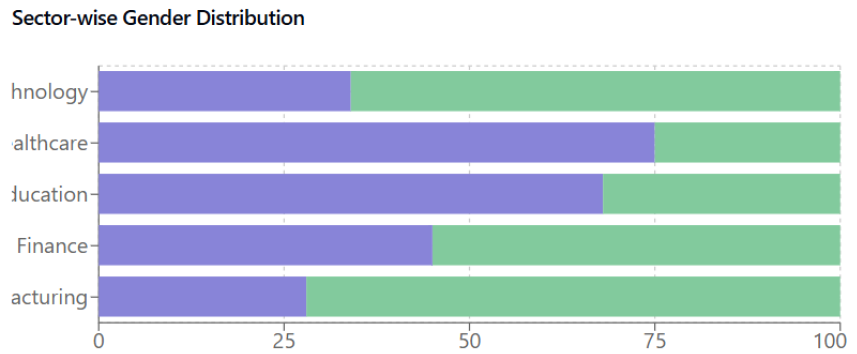 Sector-wise Gender Distribution
hnology
althcare
ducation
Finance
acturing
0 25 50 75 100